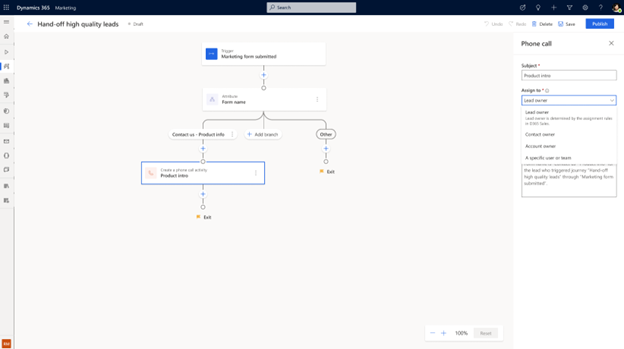 Dynamics 365 Marketing Search
Hand-off high quality leads Draft Undo Redo Delete Save Publish
Trigger
Marketing form submitted
Attribute
Form name
Contact us - Product info + Add branch Other
Create a phone call activity
Product intro
Exit
Exit
100% Reset
Phone call
Subject *
Product intro
Assign to *
Lead owner
Lead owner
Lead owner is determined by the assignment rules
Contact owner
Account owner
A specific user or team
the lead who triggered journey "Hand-off
high quality leads" through "Marketing form
submitted".